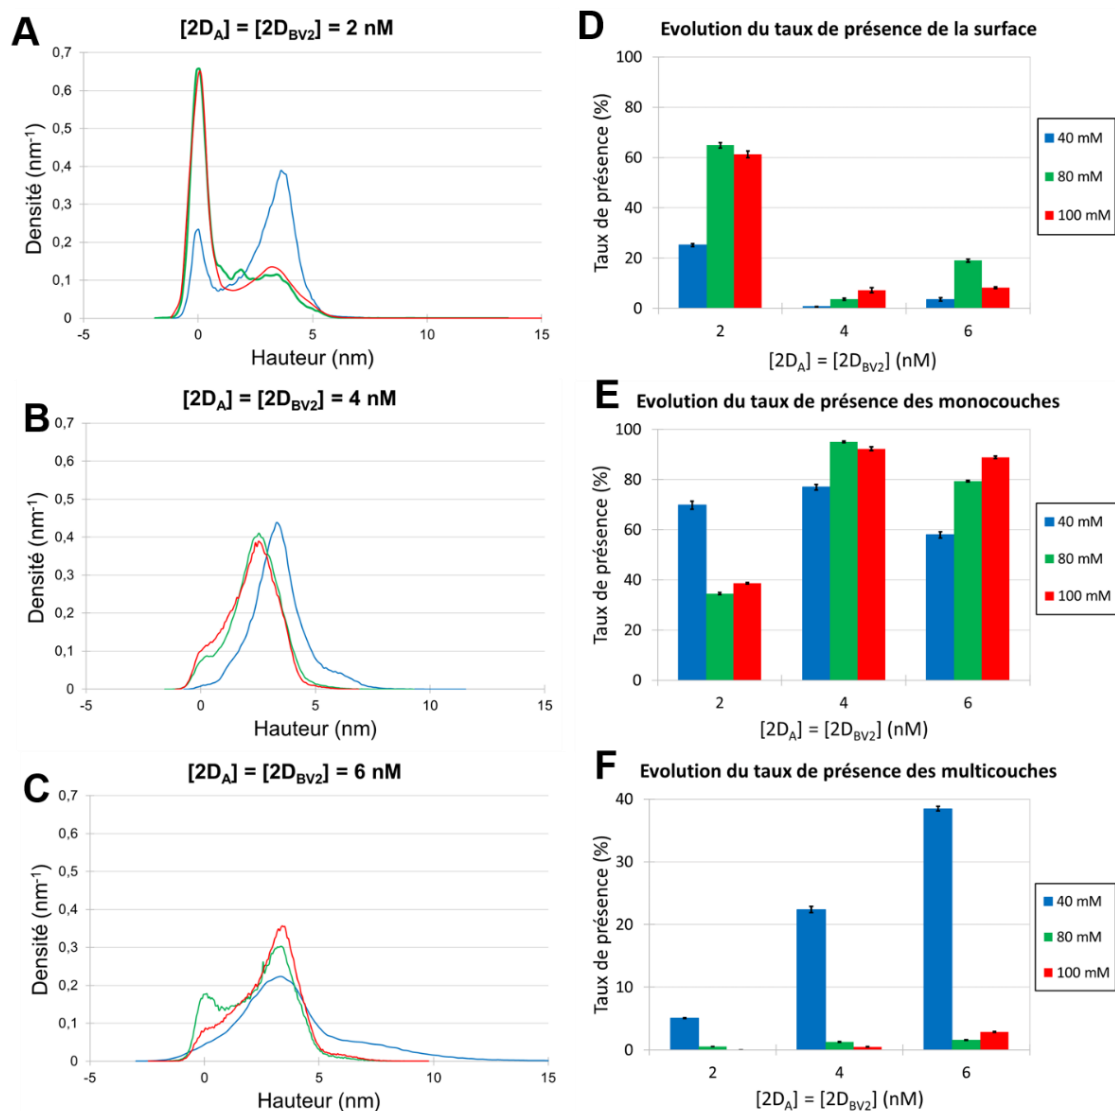 A
[2DA] = [2DBV2] = 2 nM
Densité (nm-1)
0,7
0,6
0,5
0,4
0,3
0,2
0,1
0
-5
0
5
10
15
Hauteur (nm)
B
[2DA] = [2DBV2] = 4 nM
Densité (nm-1)
0,7
0,6
0,5
0,4
0,3
0,2
0,1
0
-5
0
5
10
15
Hauteur (nm)
C
[2DA] = [2DBV2] = 6 nM
Densité (nm-1)
0,7
0,6
0,5
0,4
0,3
0,2
0,1
0
-5
0
5
10
15
Hauteur (nm)
D
Evolution du taux de présence de la surface
Taux de présence (%)
100
80
60
40
20
0
2
4
6
[2DA] = [2DBV2] (nM)
40 mM
80 mM
100 mM
E
Evolution du taux de présence des monocouches
Taux de présence (%)
100
80
60
40
20
0
2
4
6
[2DA] = [2DBV2] (nM)
40 mM
80 mM
100 mM
F
Evolution du taux de présence des multicouches
Taux de présence (%)
40
30
20
10
0
2
4
6
[2DA] = [2DBV2] (nM)
40 mM
80 mM
100 mM